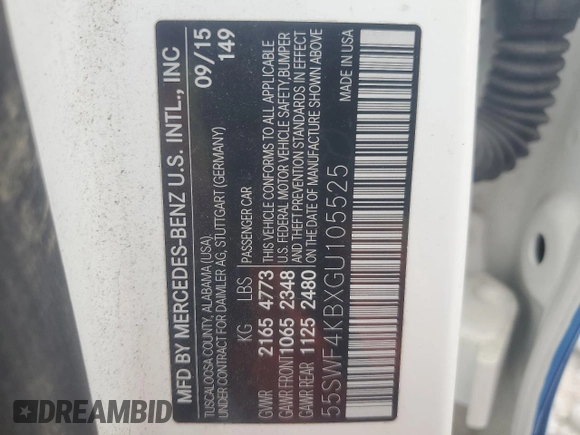 MFD BY MERCEDES-BENZ U.S. INTL., INC
TUSCALOOSA COUNTY, ALABAMA (USA),
UNDER CONTRACT FOR DAIMLER AG, STUTTGART (GERMANY)
09/15
149
KG LBS
GVWR 2165 4773
GAWR FRONT 1065 2348
GAWR REAR 1125 2480
PASSENGER CAR
THIS VEHICLE CONFORMS TO ALL APPLICABLE
U.S. FEDERAL MOTOR VEHICLE SAFETY,BUMPER
AND THEFT PREVENTION STANDARDS IN EFFECT
ON THE DATE OF MANUFACTURE SHOWN ABOVE
55SWF4KBXGU105525
MADE IN USA
EPICBID
EPICBID.COM